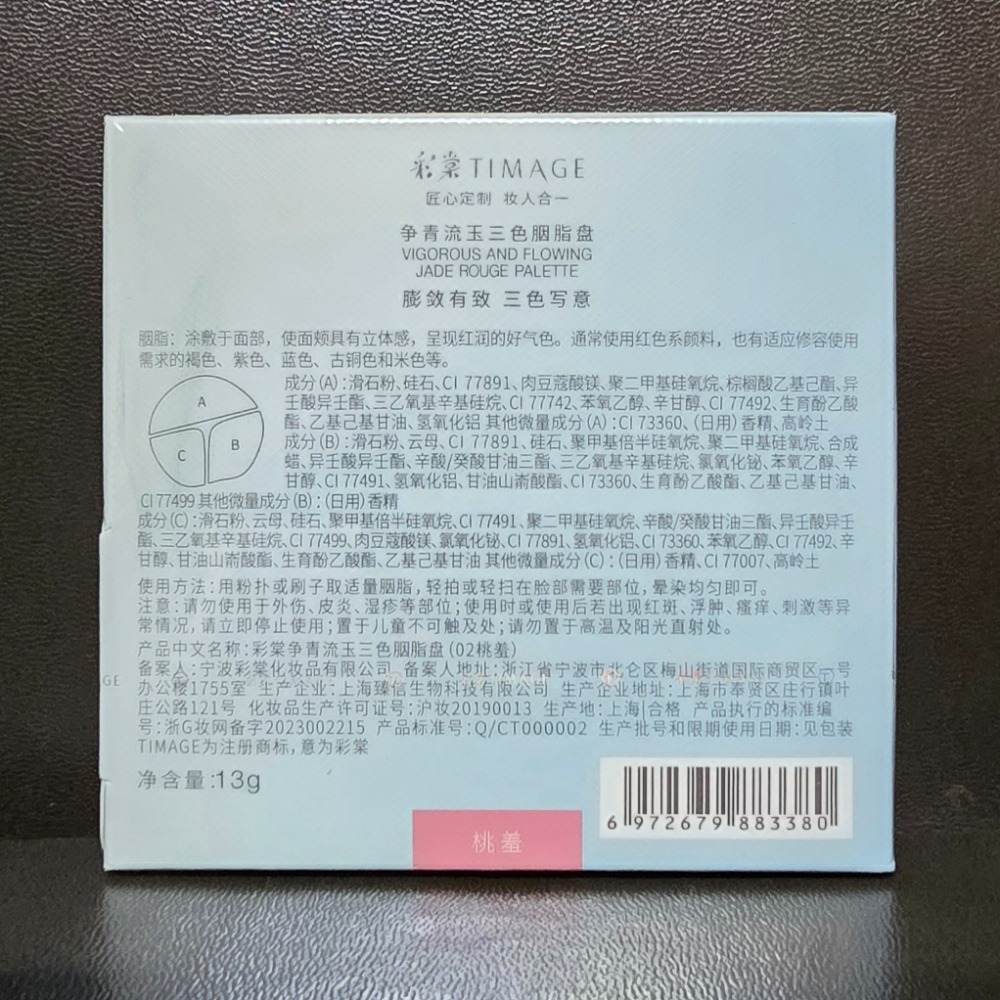 彩棠TIMAGE
匠心定制 妆人合一
争青流玉三色胭脂盘
VIGOROUS AND FLOWING
JADE ROUGE PALETTE
膨敛有致 三色写意
胭脂：涂敷于面部，使面颊具有立体感，呈现红润的好气色。通常使用红色系颜料，也有适应修容使用
需求的褐色、紫色、蓝色、古铜色和米色等。
A
B
C
成分(A)：滑石粉、硅石、CI 77891、肉豆蔻酸镁、聚二甲基硅氧烷、棕榈酸乙基己酯、异
壬酸异壬酯、三乙氧基辛基硅烷、CI 77742、苯氧乙醇、辛甘醇、CI 77492、生育酚乙酸
酯、乙基己基甘油、氢氧化铝 其他微量成分(A)：CI 73360、(日用)香精、高岭土
成分(B)：滑石粉、云母、CI 77891、硅石、聚甲基倍半硅氧烷、聚二甲基硅氧烷、合成
蜡、异壬酸异壬酯、辛酸/癸酸甘油三酯、三乙氧基辛基硅烷、氯氧化铋、苯氧乙醇、辛
甘醇、CI 77491、氢氧化铝、甘油山嵛酸酯、CI 73360、生育酚乙酸酯、乙基己基甘油、
CI 77499 其他微量成分(B)：(日用)香精
成分(C)：滑石粉、云母、硅石、聚甲基倍半硅氧烷、CI 77491、聚二甲基硅氧烷、辛酸/癸酸甘油三酯、异壬酸异壬
酯、三乙氧基辛基硅烷、CI 77499、肉豆蔻酸镁、氯氧化铋、CI 77891、氢氧化铝、CI 73360、苯氧乙醇、CI 77492、辛
甘醇、甘油山嵛酸酯、生育酚乙酸酯、乙基己基甘油 其他微量成分(C)：(日用)香精、CI 77007、高岭土
使用方法：用粉扑或刷子取适量胭脂，轻拍或轻扫在脸部需要部位，晕染均匀即可。
注意：请勿使用于外伤、皮炎、湿疹等部位；使用时或使用后若出现红斑、浮肿、瘙痒、刺激等异
常情况，请立即停止使用；置于儿童不可触及处；请勿置于高温及阳光直射处。
产品中文名称：彩棠争青流玉三色胭脂盘(02桃羞)
备案人：宁波彩棠化妆品有限公司 备案人地址：浙江省宁波市北仑区梅山街道国际商贸区一号
办公楼1755室 生产企业：上海臻信生物科技有限公司 生产企业地址：上海市奉贤区庄行镇叶
庄公路121号 化妆品生产许可证号：沪妆20190013 生产地：上海|合格 产品执行的标准编
号：浙G妆网备字2023002215 产品标准号：Q/CT000002 生产批号和限期使用日期：见包装
TIMAGE为注册商标，意为彩棠
净含量：13g
6 972679 883380
桃羞